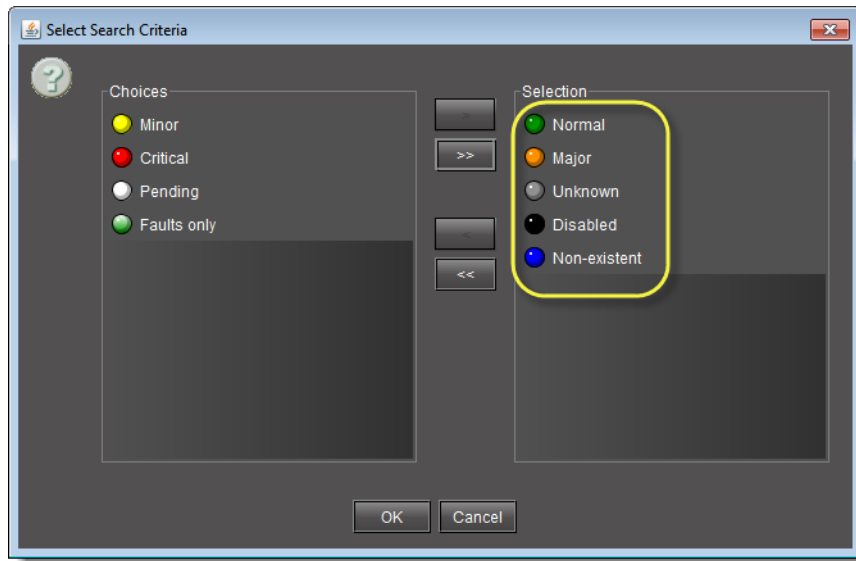 Select Search Criteria
Choices
Minor
Critical
Pending
Faults only
>
>>
<
<<
Selection
Normal
Major
Unknown
Disabled
Non-existent
OK
Cancel